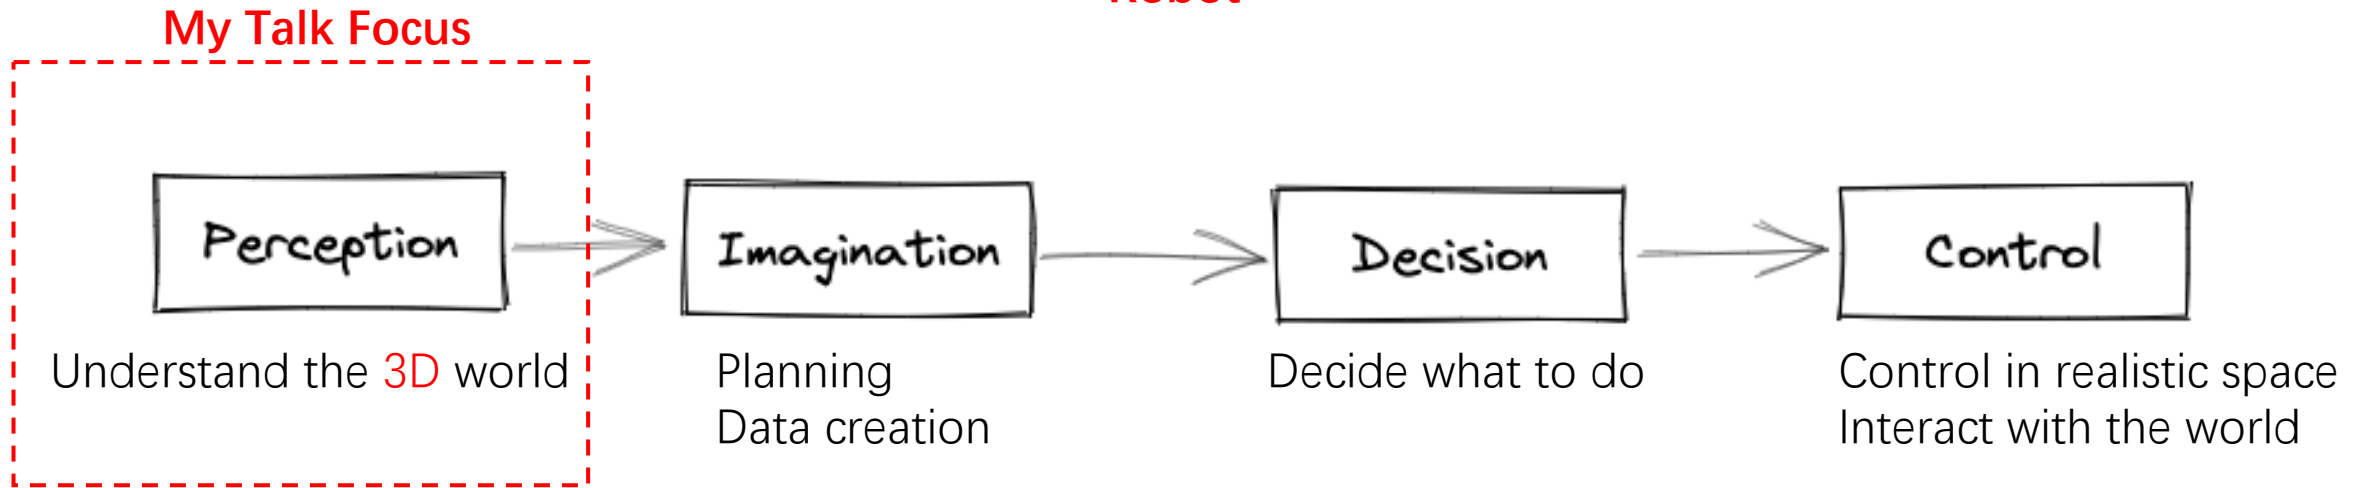 Robot
My Talk Focus
Perception
Imagination
Decision
Control
Understand the 3D world
Planning
Data creation
Decide what to do
Control in realistic space
Interact with the world